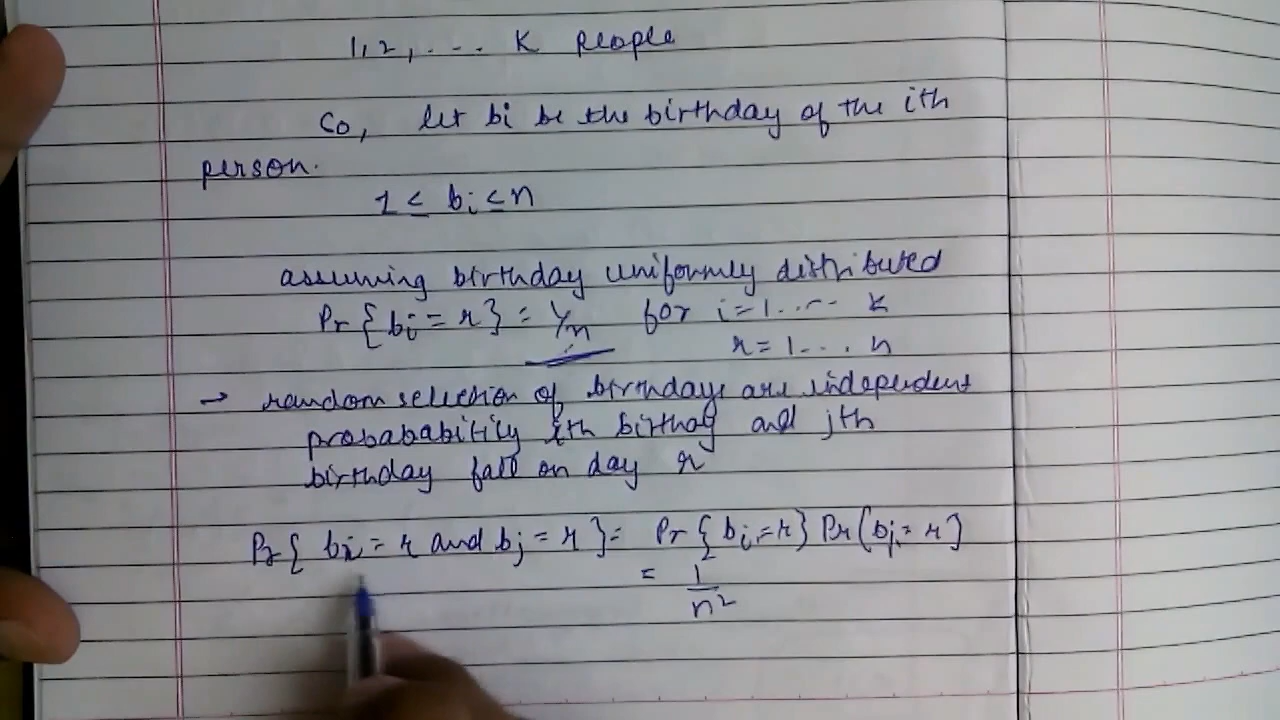 1, 2, ... K people
So, let bi be the birthday of the ith
person.
1 ≤ bi ≤ n
assuming birthday uniformly distributed
Pr{bi = r} = 1/n for i = 1 .... k
r = 1 ... n
→ random selection of birthdays are independent
probabability ith birthay and jth
birthday fall on day r
Pr{ bi = r and bj = r } = Pr{bi = r} Pr(bj = r]
= 1/n²